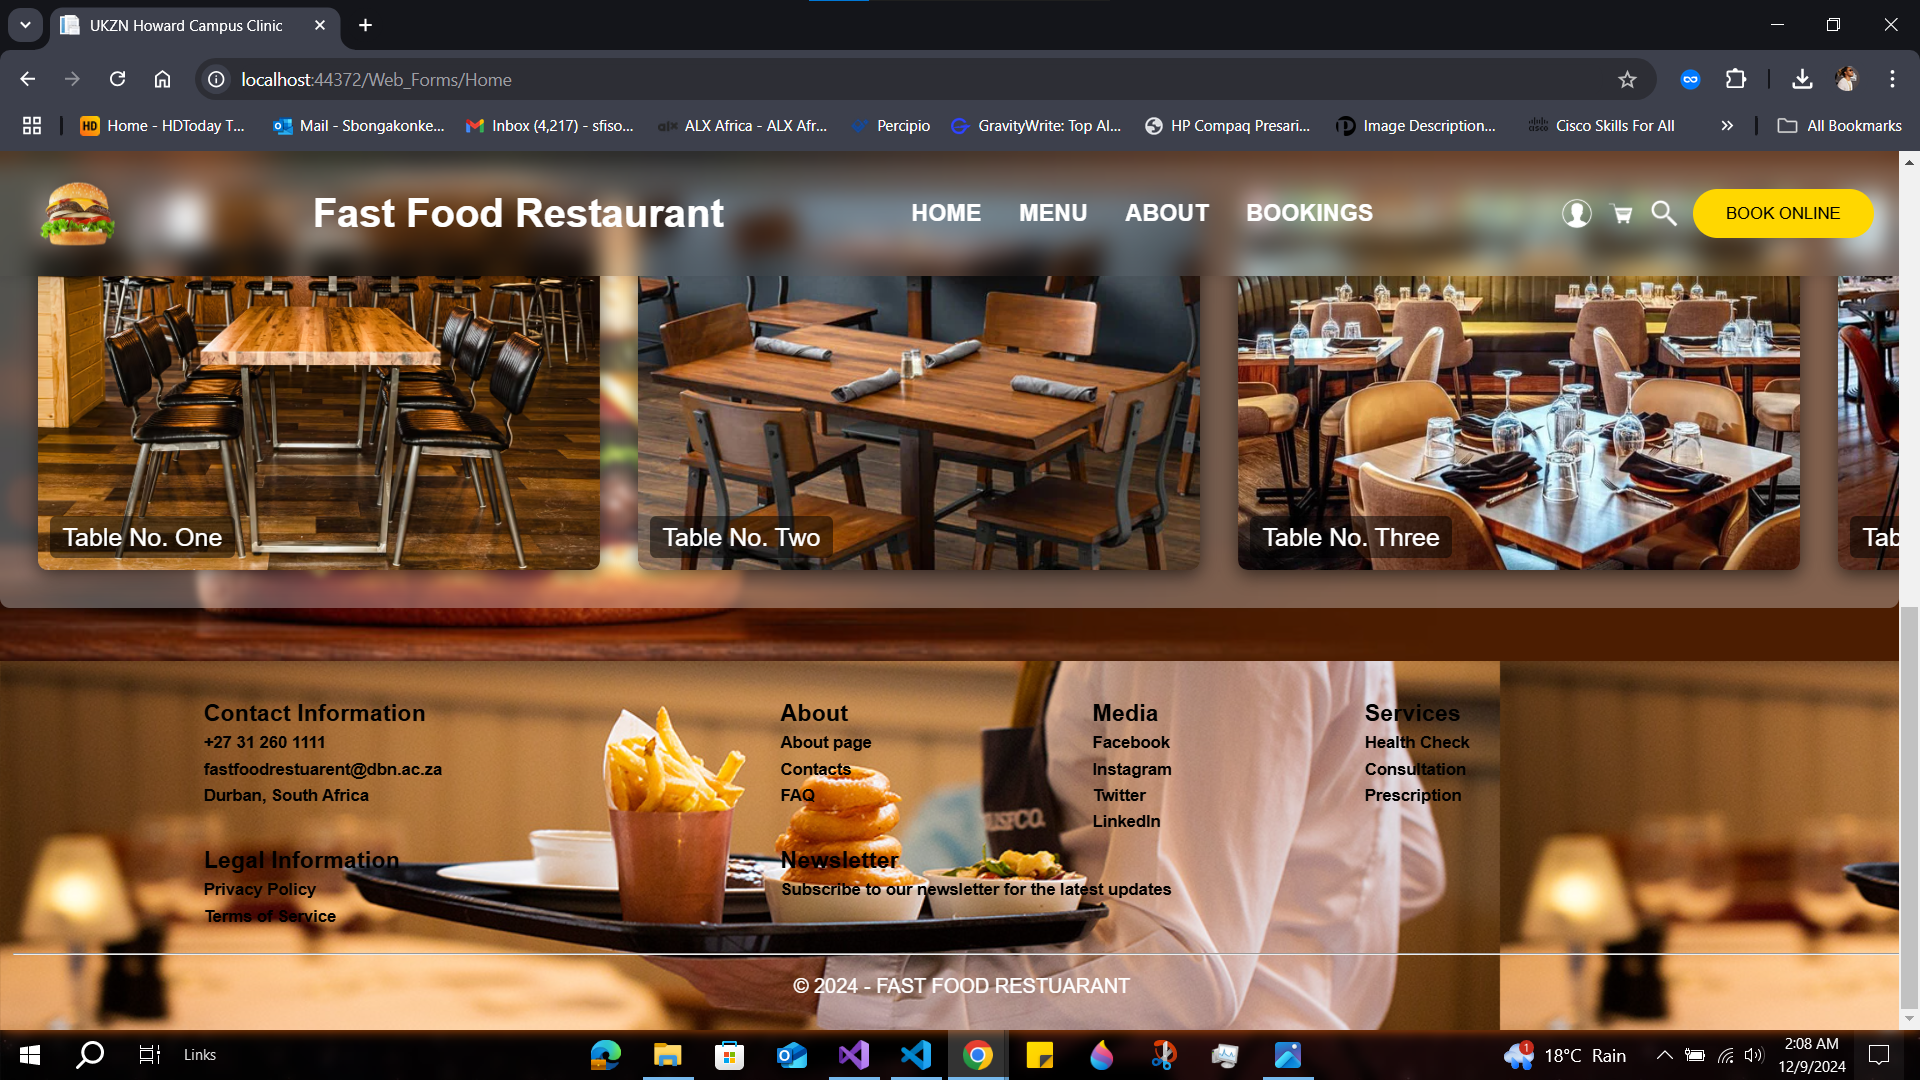 UKZN Howard Campus Clinic
localhost:44372/Web_Forms/Home
HD Home - HDToday T...
Mail - Sbongakonke...
Inbox (4,217) - sfiso...
alx ALX Africa - ALX Afr...
Percipio
GravityWrite: Top AI...
HP Compaq Presari...
Image Description...
Cisco Skills For All
All Bookmarks
Fast Food Restaurant
HOME MENU ABOUT BOOKINGS
BOOK ONLINE
Table No. One
Table No. Two
Table No. Three
Tab
Contact Information
+27 31 260 1111
fastfoodrestuarent@dbn.ac.za
Durban, South Africa
About
About page
Contacts
FAQ
Media
Facebook
Instagram
Twitter
LinkedIn
Services
Health Check
Consultation
Prescription
Legal Information
Privacy Policy
Terms of Service
Newsletter
Subscribe to our newsletter for the latest updates
© 2024 - FAST FOOD RESTUARANT
Links
1
18°C Rain
2:08 AM
12/9/2024